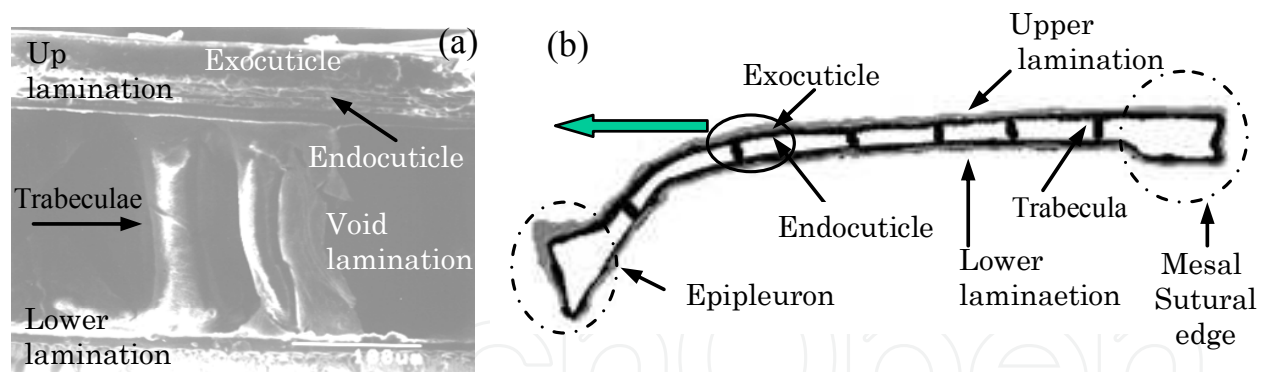 (a)
Up
lamination
Exocuticle
Endocuticle
Trabeculae
Void
lamination
Lower
lamination
100um
(b)
Upper
lamination
Exocuticle
Endocuticle
Trabecula
Lower
laminaetion
Epipleuron
Mesal
Sutural
edge